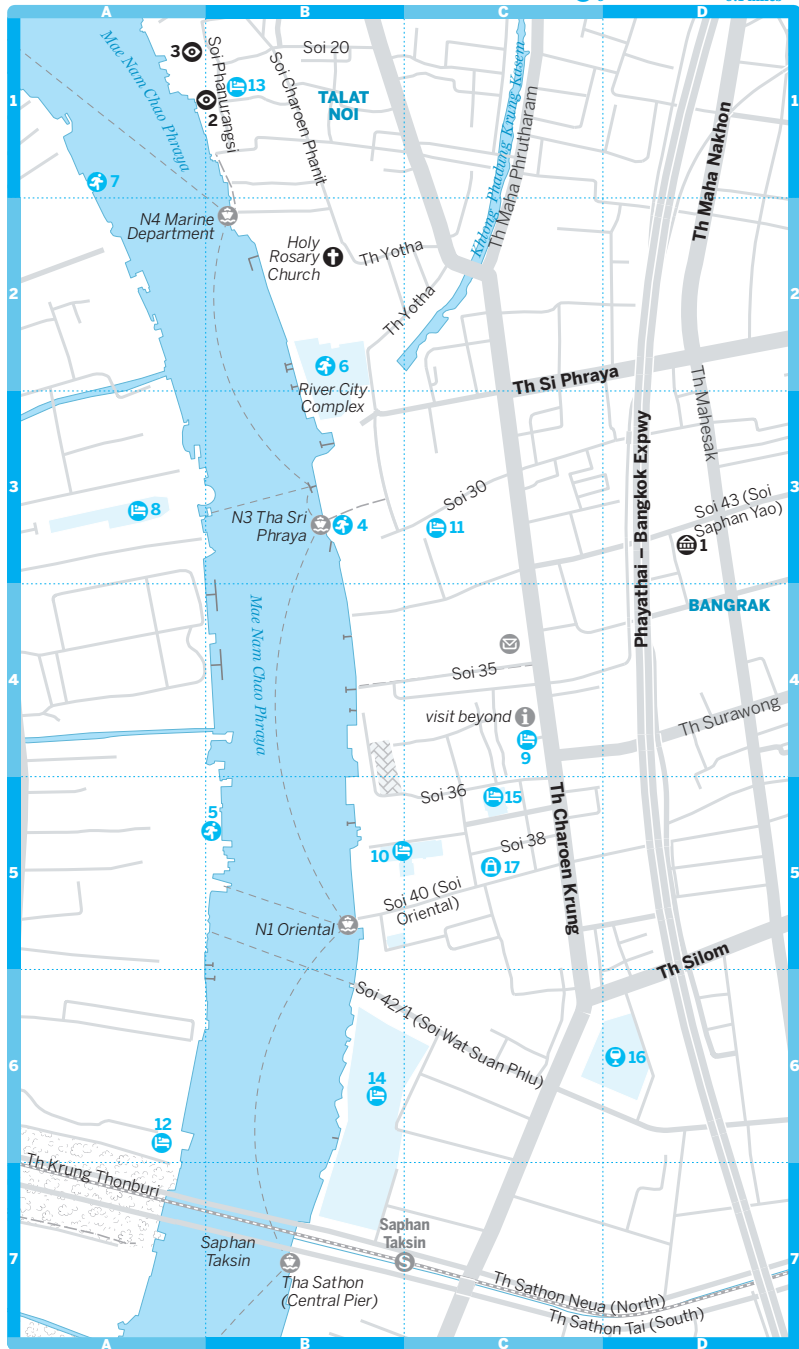 A
B
C
D
1
2
3
4
5
6
7
3
Soi Phanurangsi
13
2
Soi 20
Soi Charoen Phanit
TALAT
NOI
Mae Nam Chao Phraya
Khlong Phadung Krung Kasem
Th Maha Phrutharam
Th Maha Nakhon
7
N4 Marine
Department
Holy
Rosary
Church
Th Yotha
Th Yotha
6
River City
Complex
Th Si Phraya
Th Mahesak
Phayathai – Bangkok Expwy
8
N3 Tha Sri
Phraya
4
Soi 30
11
Soi 43 (Soi
Saphan Yao)
1
BANGRAK
Mae Nam Chao Phraya
Soi 35
visit beyond
9
Th Surawong
Soi 36
15
Th Charoen Krung
5
10
Soi 38
17
Soi 40 (Soi
Oriental)
N1 Oriental
Th Silom
Soi 42/1 (Soi Wat Suan Phlu)
16
14
12
Th Krung Thonburi
Saphan
Taksin
Saphan
Taksin
S
Tha Sathon
(Central Pier)
Th Sathon Neua (North)
Th Sathon Tai (South)
1
2
3
4
5
6
7
A
B
C
D